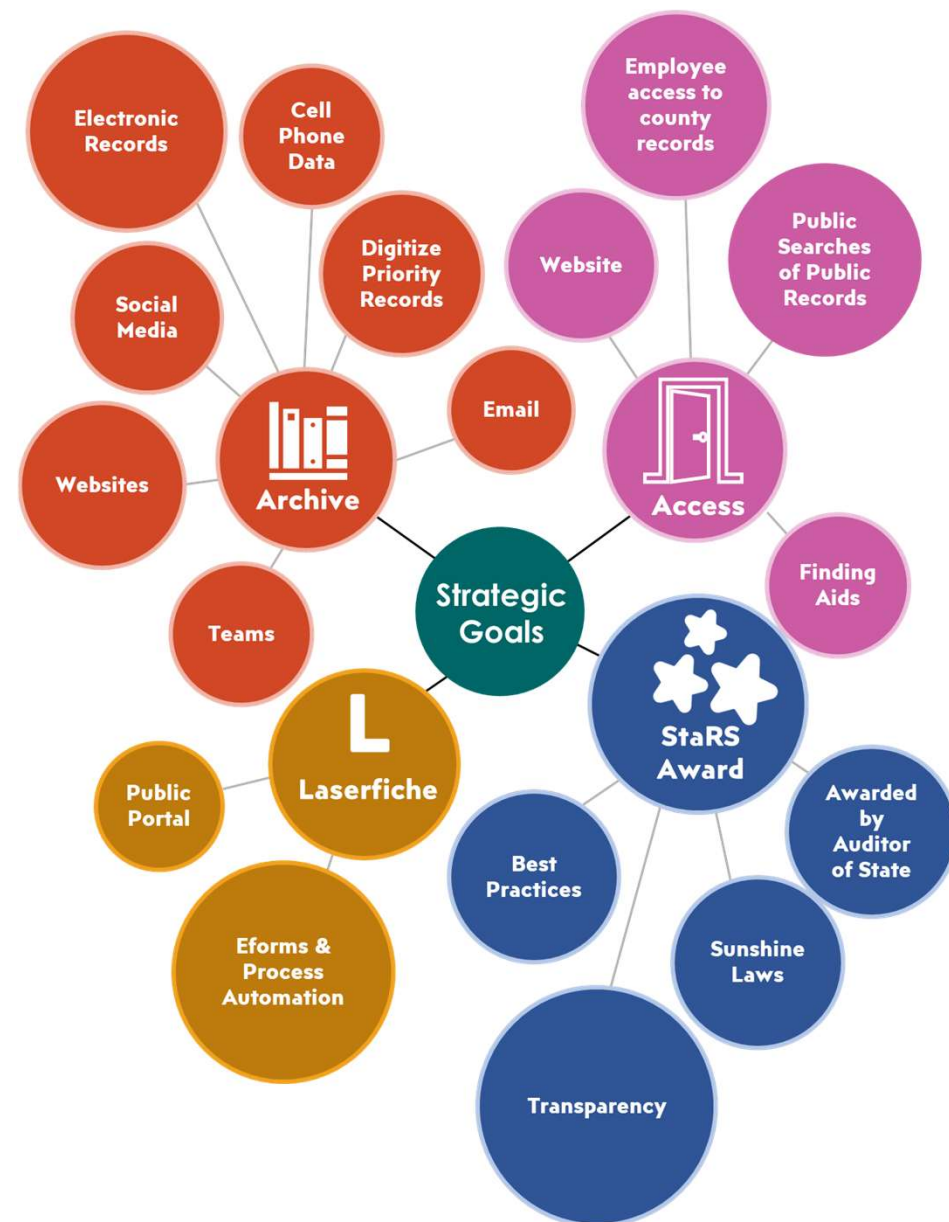 Electronic
Records
Cell
Phone
Data
Digitize
Priority
Records
Social
Media
Email
Websites
Archive
Teams
Employee
access to
county
records
Website
Public
Searches
of Public
Records
Access
Finding
Aids
Strategic
Goals
L
Laserfiche
Public
Portal
Eforms &
Process
Automation
StaRS
Award
Best
Practices
Awarded
by
Auditor
of State
Sunshine
Laws
Transparency